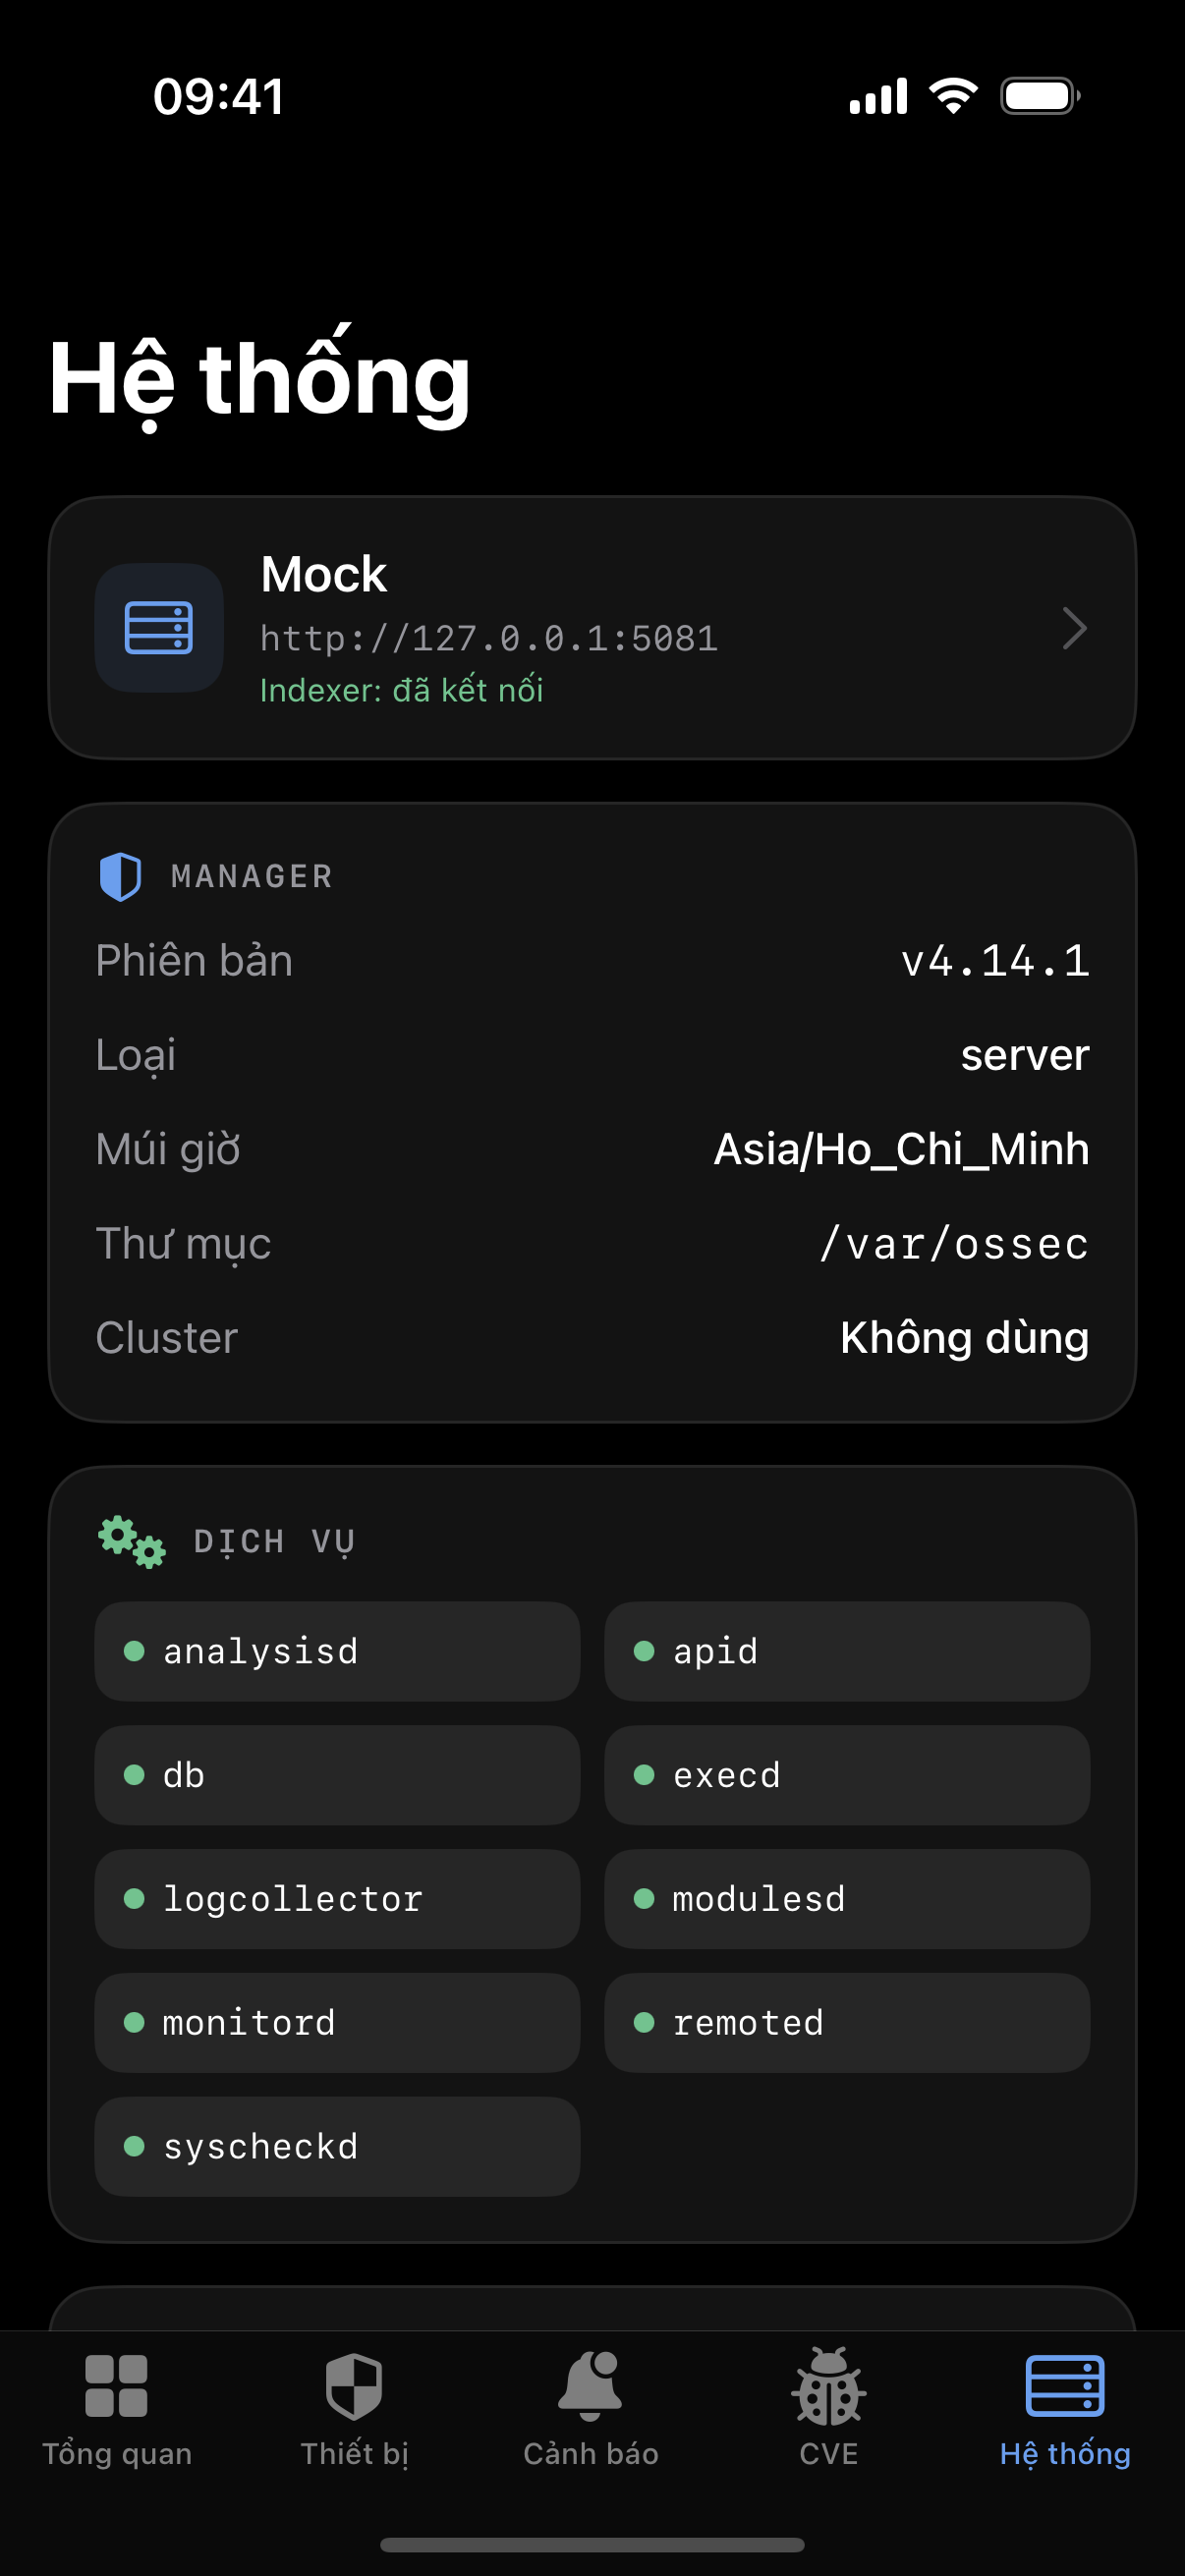 09:41
Hệ thống
Mock
http://127.0.0.1:5081
Indexer: đã kết nối
MANAGER
Phiên bản v4.14.1
Loại server
Múi giờ Asia/Ho_Chi_Minh
Thư mục /var/ossec
Cluster Không dùng
DỊCH VỤ
analysisd apid
db execd
logcollector modulesd
monitord remoted
syscheckd
Tổng quan Thiết bị Cảnh báo CVE Hệ thống